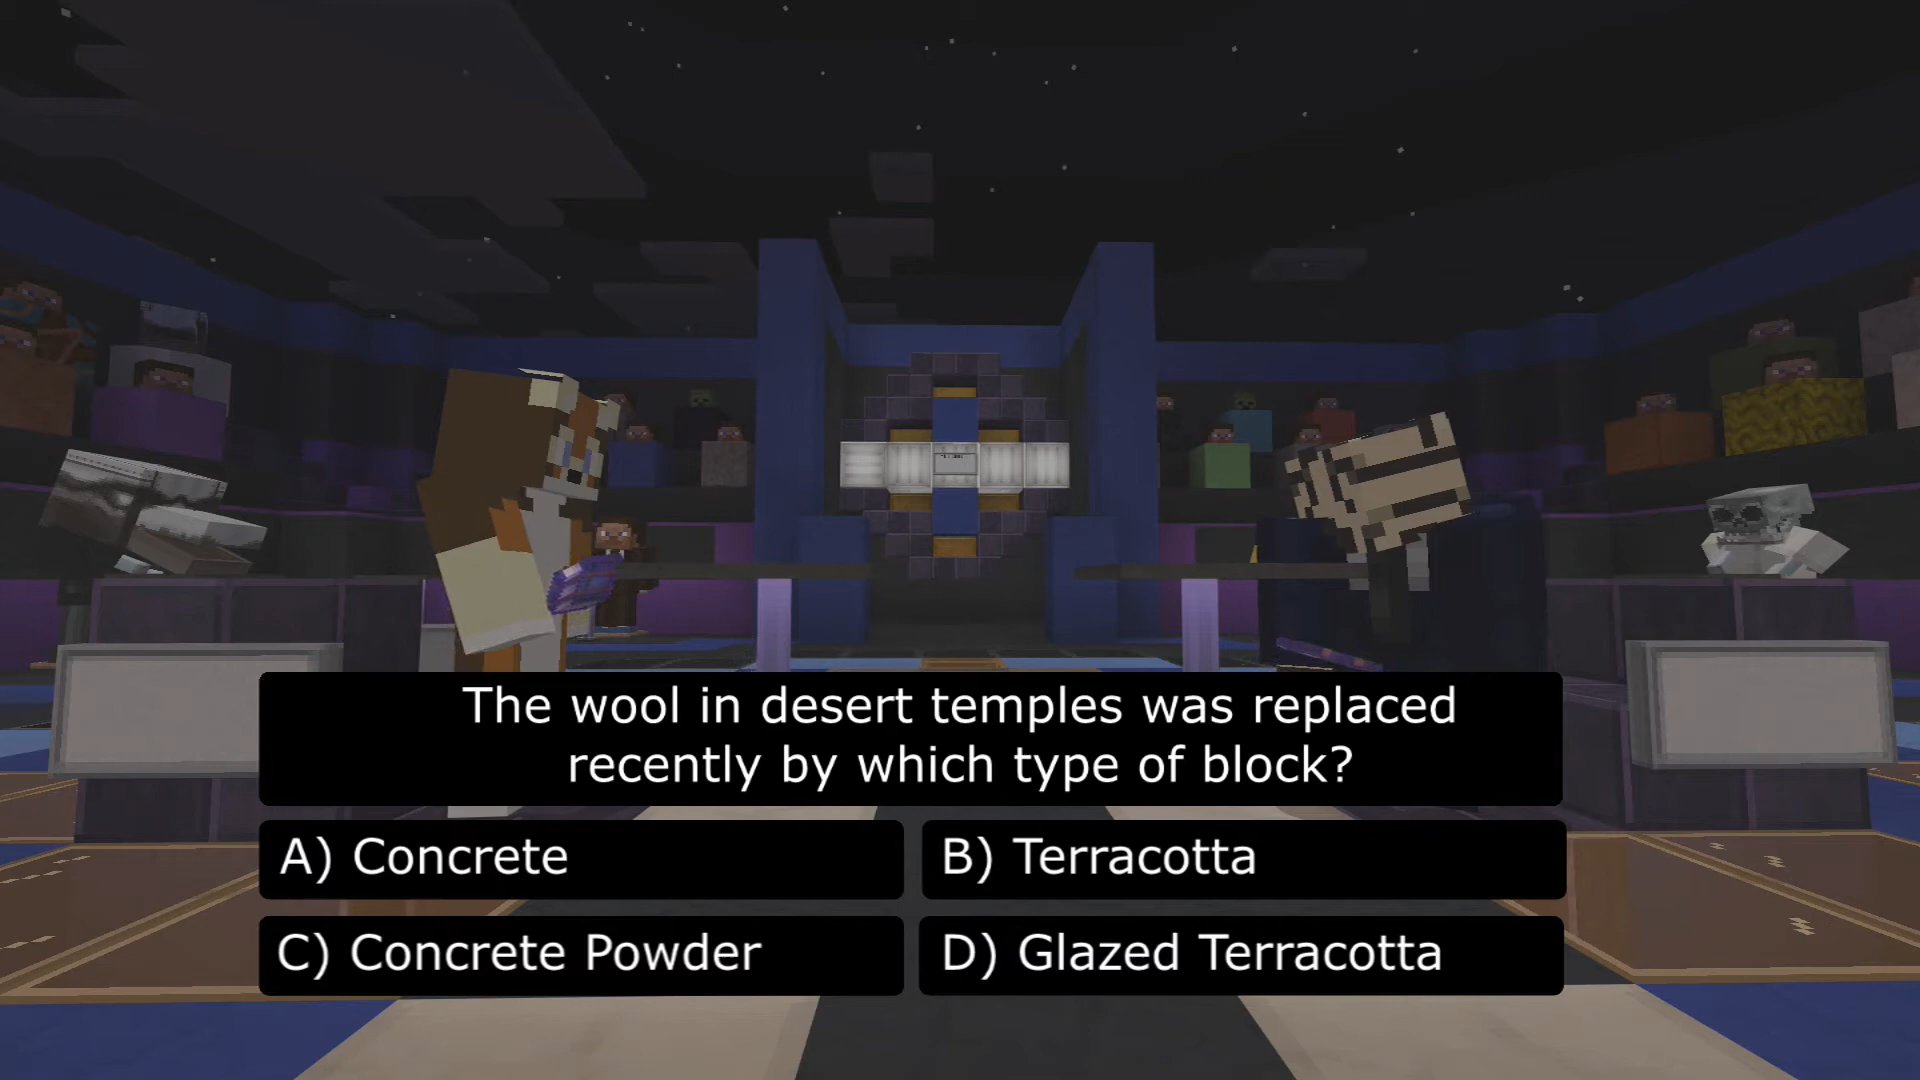 The wool in desert temples was replaced
recently by which type of block?
A) Concrete
B) Terracotta
C) Concrete Powder
D) Glazed Terracotta